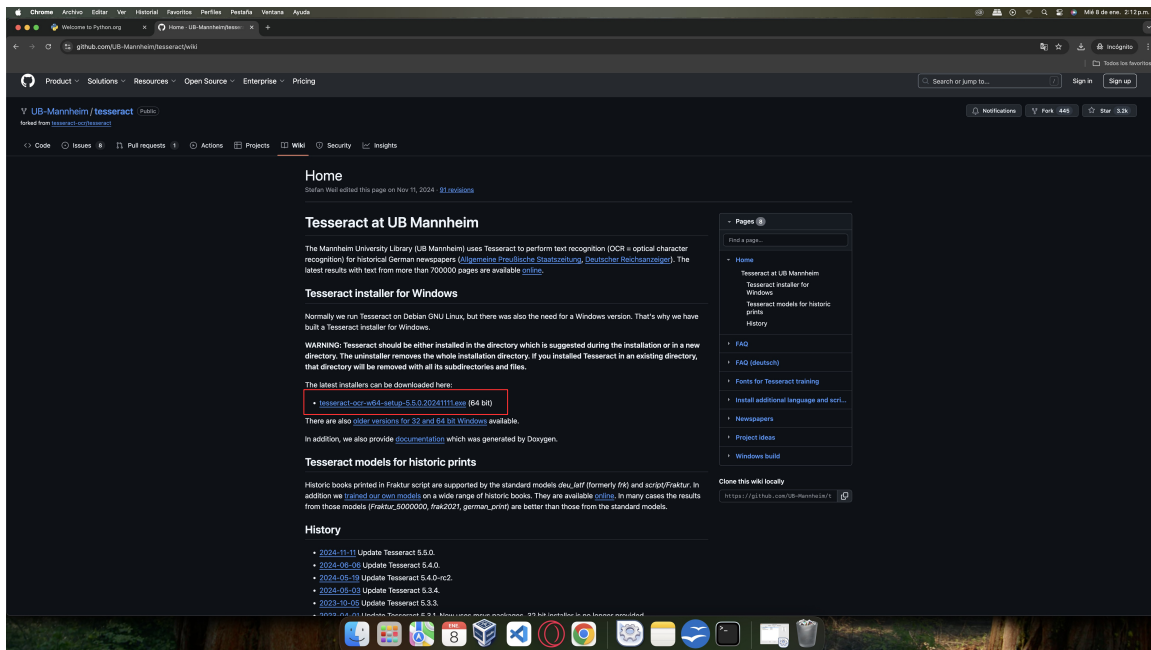 Chrome Archivo Editar Ver Historial Favoritos Perfiles Pestaña Ventana Ayuda
Mié 8 de ene. 2:12 p.m.
Welcome to Python.org
Home · UB-Mannheim/tesser
github.com/UB-Mannheim/tesseract/wiki
Incógnito
Todos los favoritos
Product Solutions Resources Open Source Enterprise Pricing
Search or jump to...
Sign in
Sign up
UB-Mannheim / tesseract Public
forked from tesseract-ocr/tesseract
Notifications
Fork 445
Star 3.2k
Code Issues 8 Pull requests 1 Actions Projects Wiki Security Insights
Home
Stefan Weil edited this page on Nov 11, 2024 · 91 revisions
Tesseract at UB Mannheim
The Mannheim University Library (UB Mannheim) uses Tesseract to perform text recognition (OCR = optical character
recognition) for historical German newspapers (Allgemeine Preußische Staatszeitung, Deutscher Reichsanzeiger). The
latest results with text from more than 700000 pages are available online.
Tesseract installer for Windows
Normally we run Tesseract on Debian GNU Linux, but there was also the need for a Windows version. That's why we have
built a Tesseract installer for Windows.
WARNING: Tesseract should be either installed in the directory which is suggested during the installation or in a new
directory. The uninstaller removes the whole installation directory. If you installed Tesseract in an existing directory,
that directory will be removed with all its subdirectories and files.
The latest installers can be downloaded here:
• tesseract-ocr-w64-setup-5.5.0.20241111.exe (64 bit)
There are also older versions for 32 and 64 bit Windows available.
In addition, we also provide documentation which was generated by Doxygen.
Tesseract models for historic prints
Historic books printed in Fraktur script are supported by the standard models deu_latf (formerly frk) and script/Fraktur. In
addition we trained our own models on a wide range of historic books. They are available online. In many cases the results
from those models (Fraktur_5000000, frak2021, german_print) are better than those from the standard models.
History
• 2024-11-11 Update Tesseract 5.5.0.
• 2024-06-06 Update Tesseract 5.4.0.
• 2024-05-19 Update Tesseract 5.4.0-rc2.
• 2024-05-03 Update Tesseract 5.3.4.
• 2023-10-05 Update Tesseract 5.3.3.
• 2023-04-01 Update Tesseract 5.3.1. Now uses msys packages. 32 bit installer is no longer provided.
Pages 8
Find a page...
Home
Tesseract at UB Mannheim
Tesseract installer for
Windows
Tesseract models for historic
prints
History
FAQ
FAQ (deutsch)
Fonts for Tesseract training
Install additional language and scri...
Newspapers
Project ideas
Windows build
Clone this wiki locally
https://github.com/UB-Mannheim/t
ENE
8